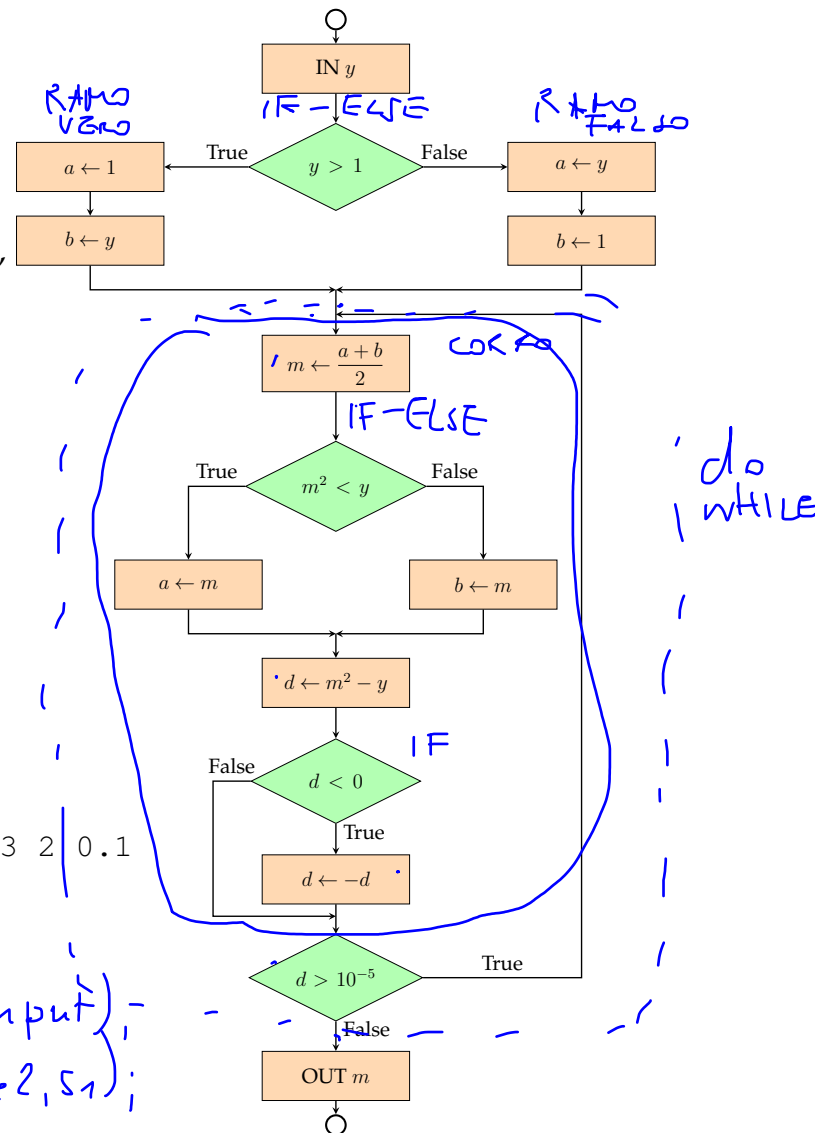 IN y
IF-ELSE
RAMO
VERO
RAMO
FALSO
True
y > 1
False
a ← 1
a ← y
b ← y
b ← 1
m ← (a + b)/2
IF-ELSE
True
m² < y
False
do
WHILE
a ← m
b ← m
d ← m² − y
IF
False
d < 0
True
3 2 0.1
d ← −d
d > 10⁻⁵
True
False
OUT m